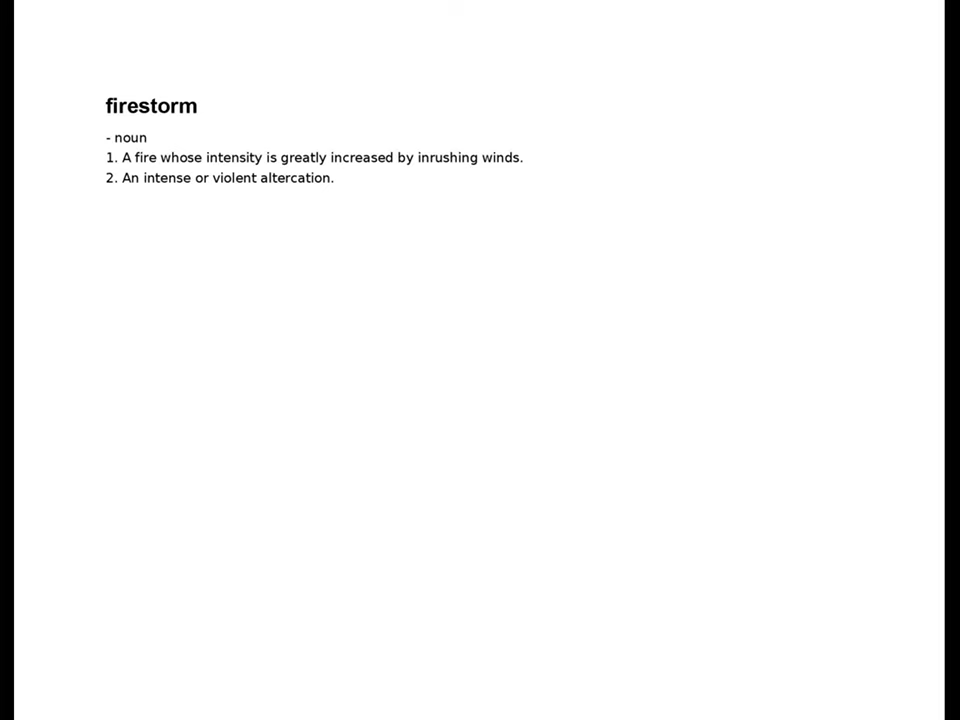 firestorm
- noun
1. A fire whose intensity is greatly increased by inrushing winds.
2. An intense or violent altercation.